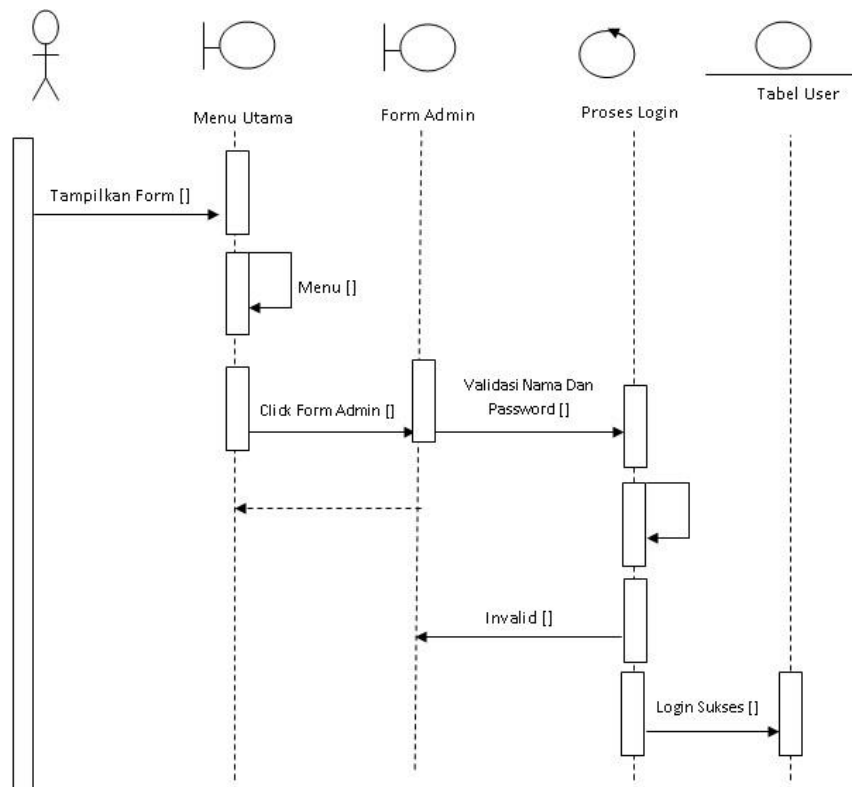 Menu Utama
Form Admin
Proses Login
Tabel User
Tampilkan Form []
Menu []
Click Form Admin []
Validasi Nama Dan
Password []
Invalid []
Login Sukses []